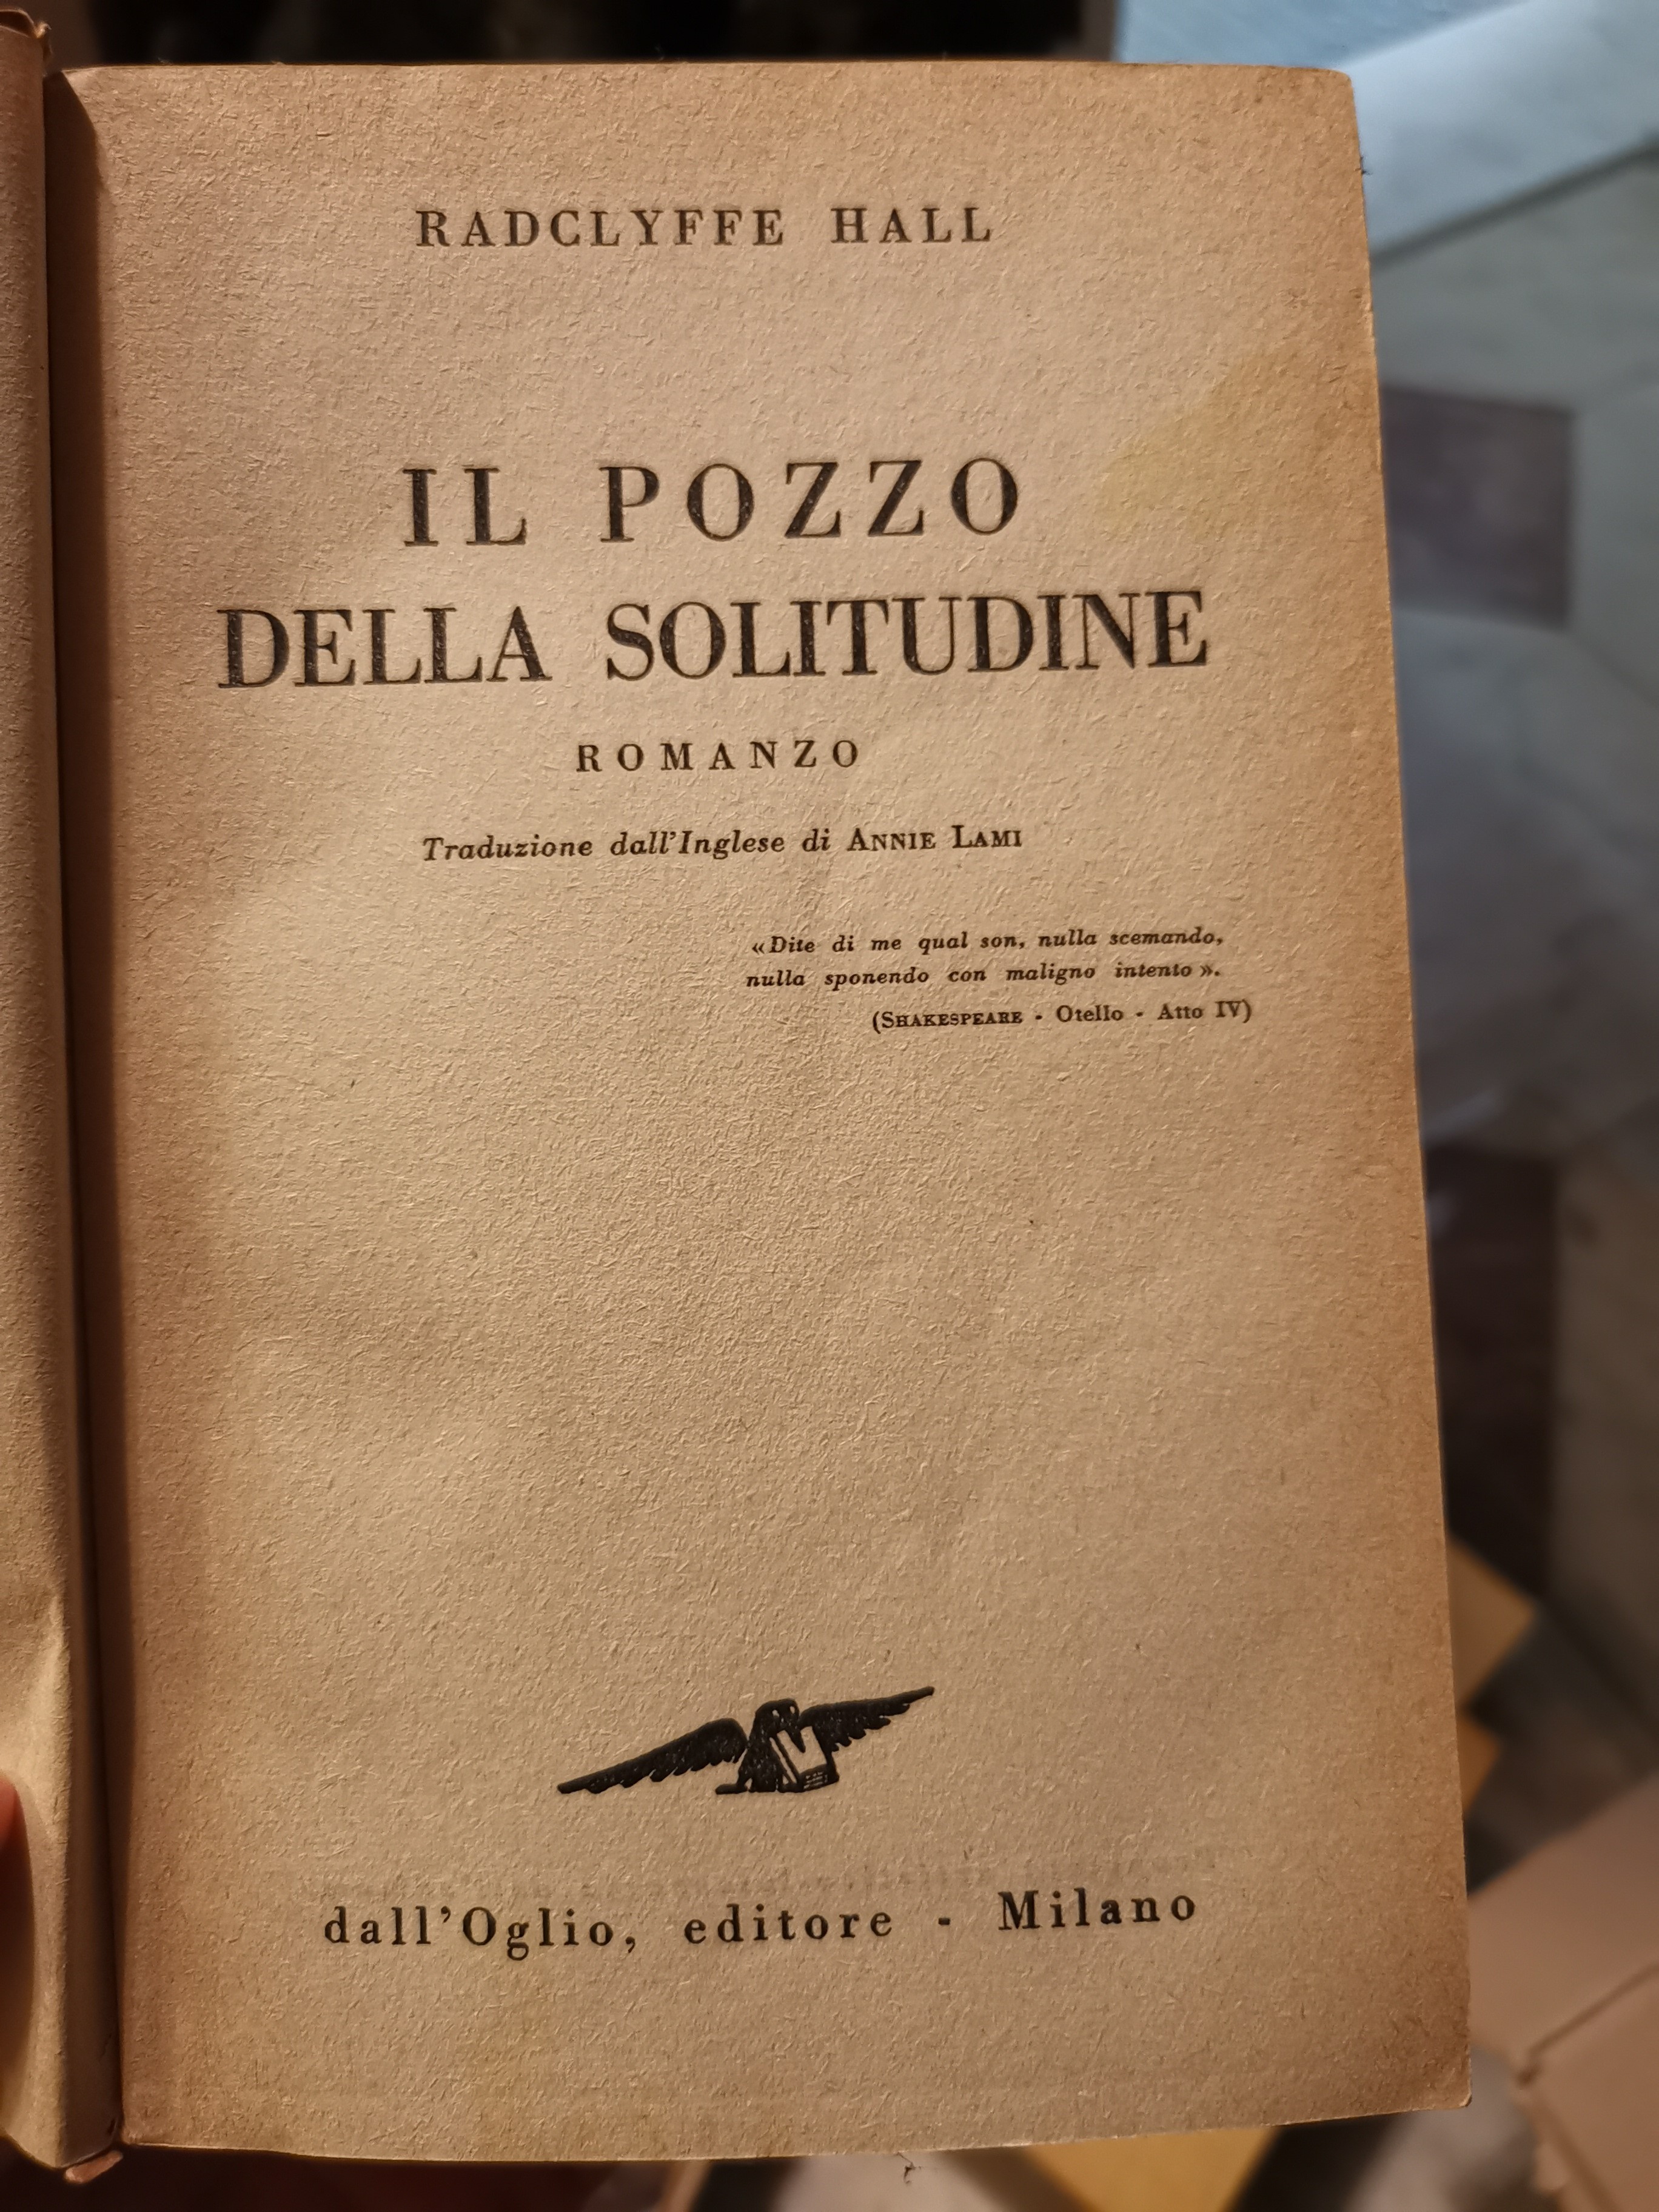 RADCLYFFE HALL
IL POZZO
DELLA SOLITUDINE
ROMANZO
Traduzione dall'Inglese di ANNIE LAMI
«Dite di me qual son, nulla scemando,
nulla sponendo con maligno intento».
(SHAKESPEARE - Otello - Atto IV)
dall'Oglio, editore - Milano